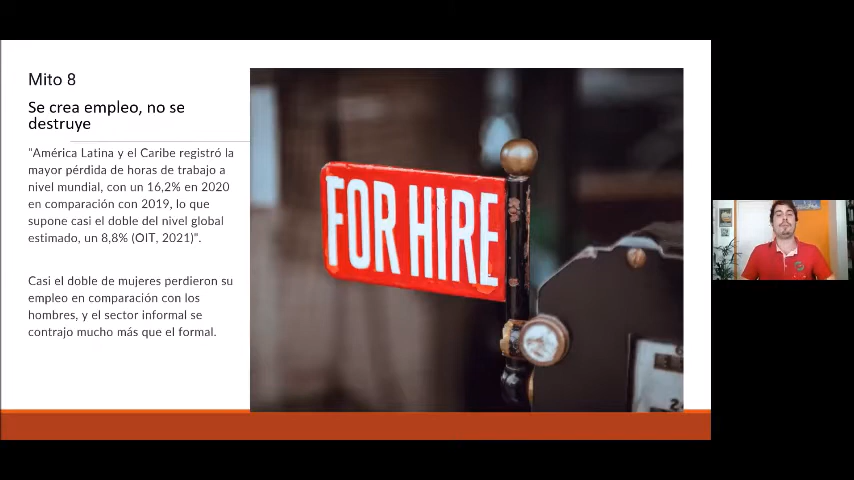 Mito 8
Se crea empleo, no se
destruye
"América Latina y el Caribe registró la
mayor pérdida de horas de trabajo a
nivel mundial, con un 16,2% en 2020
en comparación con 2019, lo que
supone casi el doble del nivel global
estimado, un 8,8% (OIT, 2021)".
Casi el doble de mujeres perdieron su
empleo en comparación con los
hombres, y el sector informal se
contrajo mucho más que el formal.
FOR HIRE